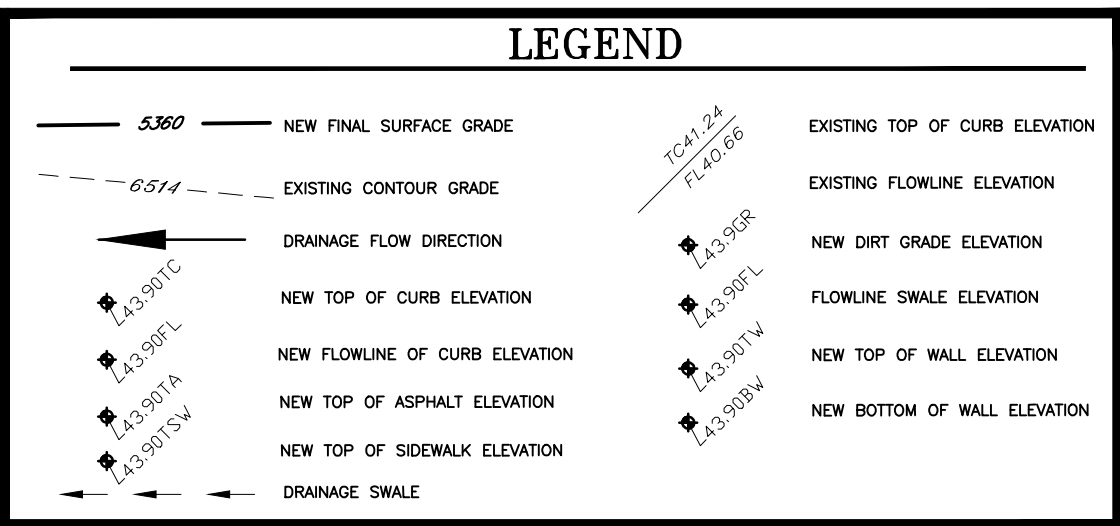 LEGEND
5360 NEW FINAL SURFACE GRADE
6514 EXISTING CONTOUR GRADE
DRAINAGE FLOW DIRECTION
43.90TC NEW TOP OF CURB ELEVATION
43.90FL NEW FLOWLINE OF CURB ELEVATION
43.90TA NEW TOP OF ASPHALT ELEVATION
43.90TSW NEW TOP OF SIDEWALK ELEVATION
DRAINAGE SWALE
TC41.24 EXISTING TOP OF CURB ELEVATION
FL40.66 EXISTING FLOWLINE ELEVATION
43.9GR NEW DIRT GRADE ELEVATION
43.90FL FLOWLINE SWALE ELEVATION
43.90TW NEW TOP OF WALL ELEVATION
43.90BW NEW BOTTOM OF WALL ELEVATION